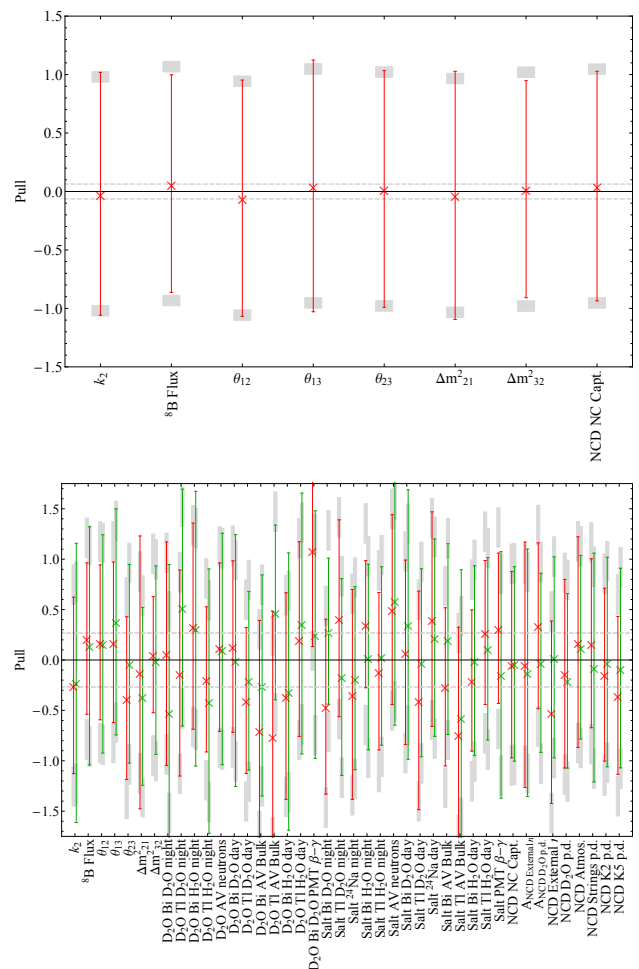 1.5
1.0
0.5
0.0
−0.5
−1.0
−1.5
Pull
k₂
⁸B Flux
θ₁₂
θ₁₃
θ₂₃
Δm²₂₁
Δm²₃₂
NCD NC Capt.
1.5
1.0
0.5
0.0
−0.5
−1.0
−1.5
Pull
k₂
⁸B Flux
θ₁₂
θ₁₃
θ₂₃
Δm²₂₁
Δm²₃₂
D₂O Bi D₂O night
D₂O Tl D₂O night
D₂O Bi H₂O night
D₂O Tl H₂O night
D₂O AV neutrons
D₂O Bi D₂O day
D₂O Tl D₂O day
D₂O Bi AV Bulk
D₂O Tl AV Bulk
D₂O Bi H₂O day
D₂O Tl H₂O day
D₂O Bi D₂O PMT β−γ
Salt Bi D₂O night
Salt Tl D₂O night
Salt ²⁴Na night
Salt Bi H₂O night
Salt Tl H₂O night
Salt AV neutrons
Salt Bi D₂O day
Salt Tl D₂O day
Salt ²⁴Na day
Salt Bi AV Bulk
Salt Tl AV Bulk
Salt Bi H₂O day
Salt Tl H₂O day
Salt PMT β−γ
NCD NC Capt.
A NCD External n
A NCD D₂O p.d.
NCD External γ
NCD D₂O p.d.
NCD Atmos.
NCD Strings p.d.
NCD K2 p.d.
NCD K5 p.d.